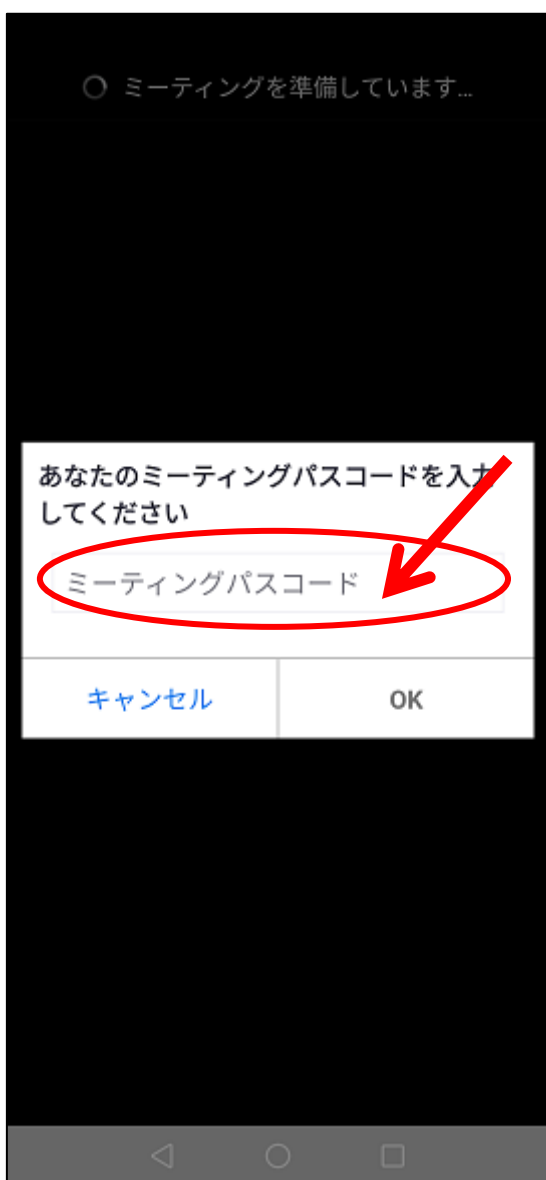 ミーティングを準備しています...
あなたのミーティングパスコードを入力
してください
ミーティングパスコード
キャンセル
OK